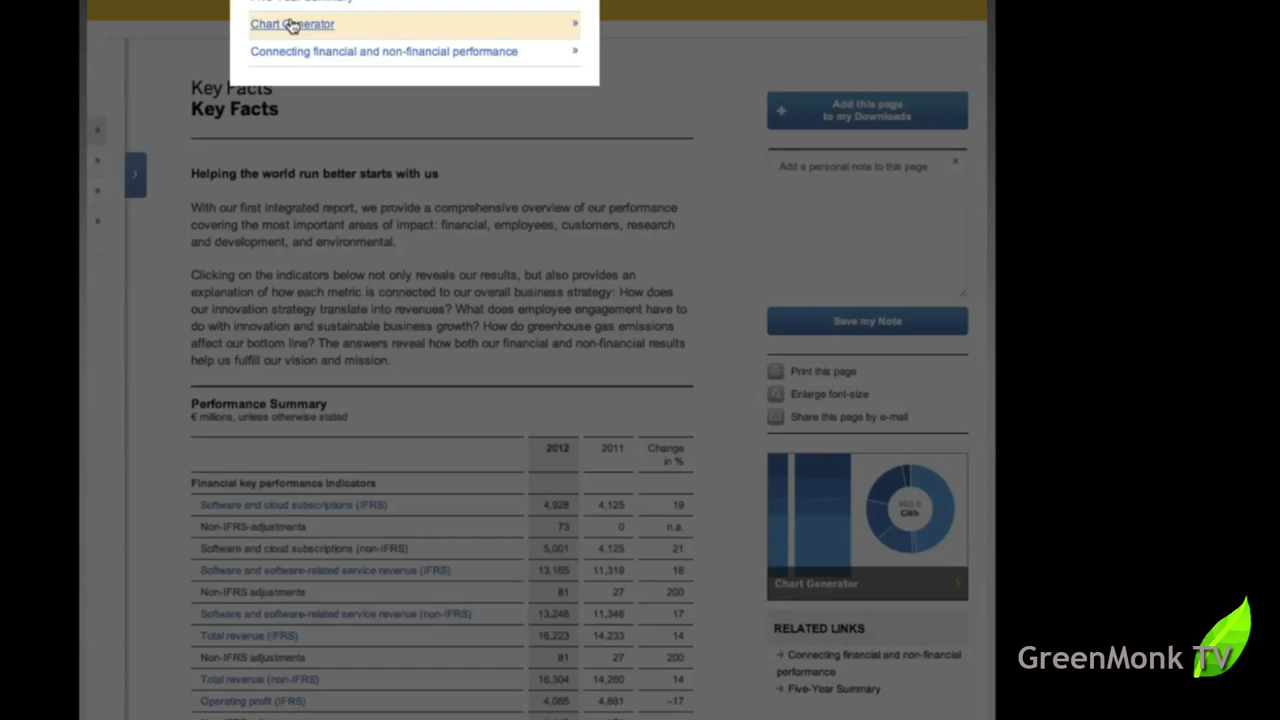 Five-Year Summary
Chart Generator
»
Connecting financial and non-financial performance
»
Key Facts
Key Facts
Helping the world run better starts with us
With our first integrated report, we provide a comprehensive overview of our performance
covering the most important areas of impact: financial, employees, customers, research
and development, and environmental.
Clicking on the indicators below not only reveals our results, but also provides an
explanation of how each metric is connected to our overall business strategy: How does
our innovation strategy translate into revenues? What does employee engagement have to
do with innovation and sustainable business growth? How do greenhouse gas emissions
affect our bottom line? The answers reveal how both our financial and non-financial results
help us fulfill our vision and mission.
Performance Summary
€ millions, unless otherwise stated
2012 2011 Change
in %
Financial key performance indicators
Software and cloud subscriptions (IFRS) 4,928 4,125 19
Non-IFRS-adjustments 73 0 n.a.
Software and cloud subscriptions (non-IFRS) 5,001 4,125 21
Software and software-related service revenue (IFRS) 13,165 11,319 16
Non-IFRS adjustments 81 27 200
Software and software-related service revenue (non-IFRS) 13,246 11,346 17
Total revenue (IFRS) 16,223 14,233 14
Non-IFRS adjustments 81 27 200
Total revenue (non-IFRS) 16,304 14,260 14
Operating profit (IFRS) 4,065 4,881 -17
Add this page
to my Downloads
Add a personal note to this page
Save my Note
Print this page
Enlarge font-size
Share this page by e-mail
GWh
Chart Generator
RELATED LINKS
Connecting financial and non-financial
performance
Five-Year Summary
GreenMonk TV